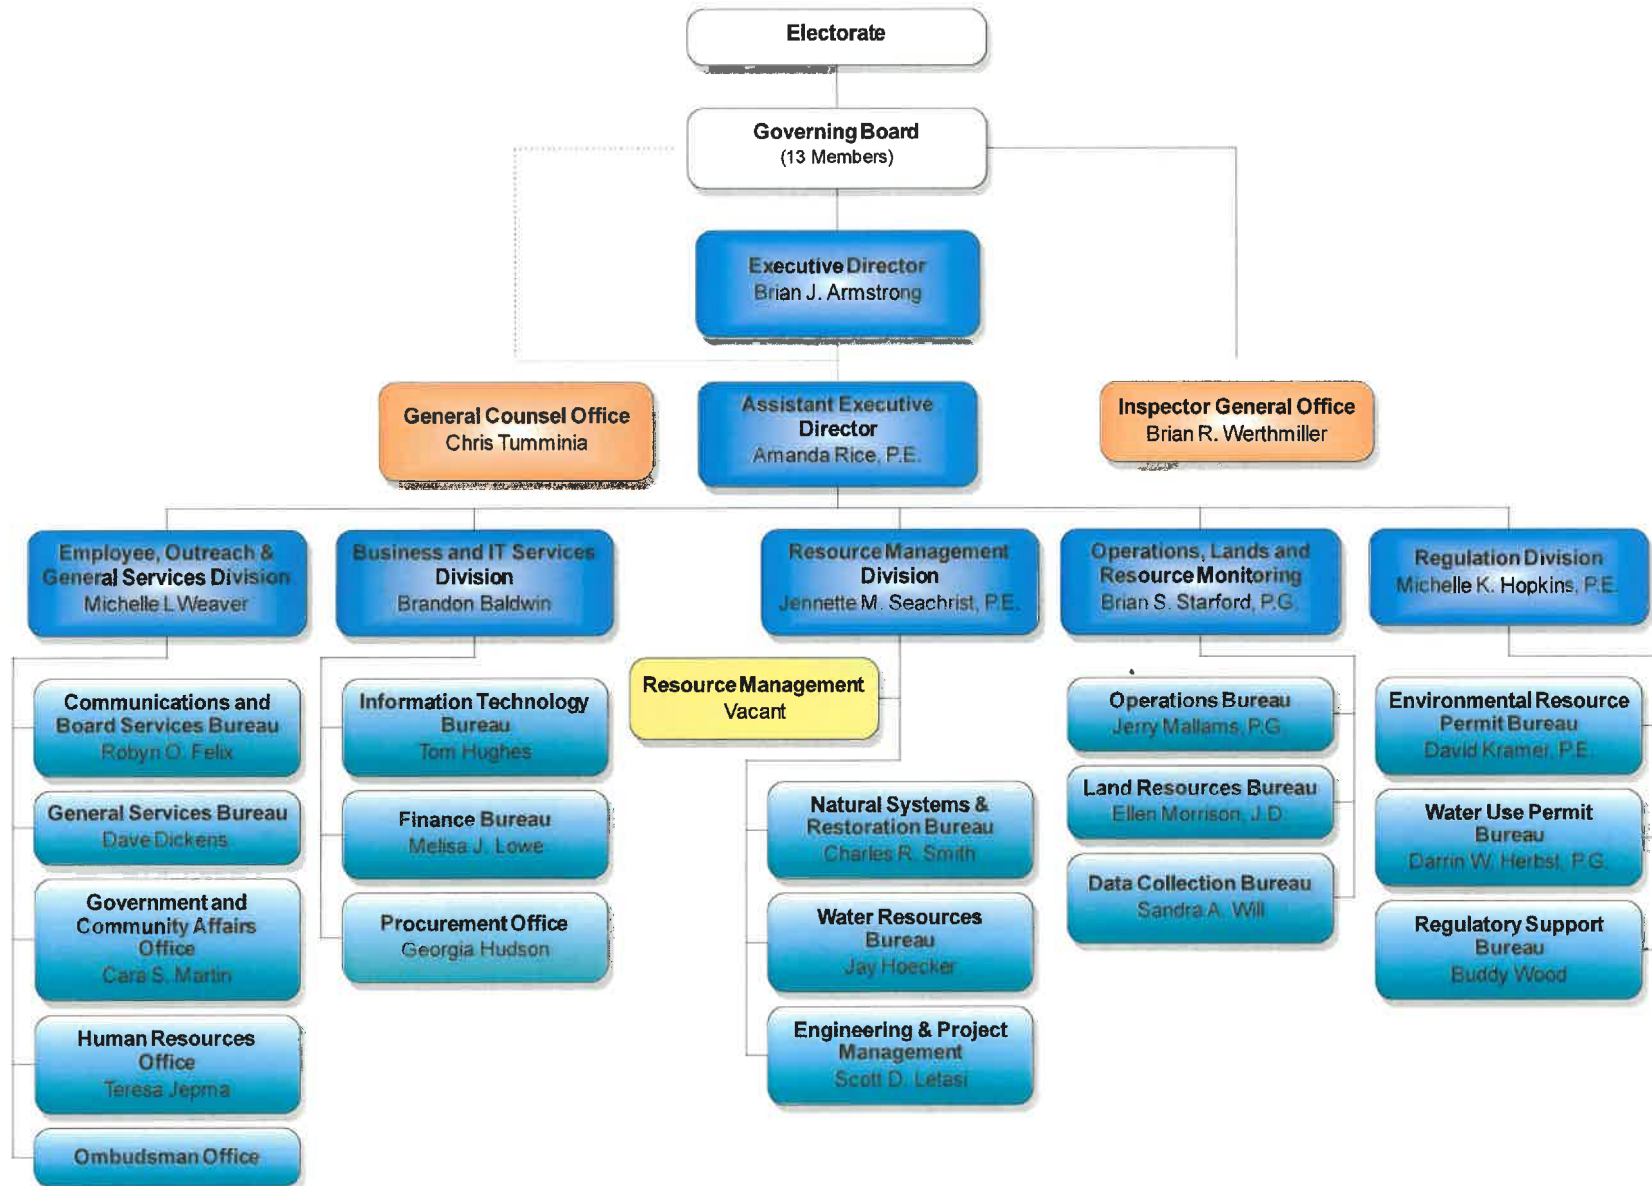 Electorate
Governing Board
(13 Members)
Executive Director
Brian J. Armstrong
General Counsel Office
Chris Tumminia
Assistant Executive
Director
Amanda Rice, P.E.
Inspector General Office
Brian R. Werthmiller
Employee, Outreach &
General Services Division
Michelle L Weaver
Business and IT Services
Division
Brandon Baldwin
Resource Management
Division
Jennette M. Seachrist, P.E.
Operations, Lands and
Resource Monitoring
Brian S. Starford, P.G.
Regulation Division
Michelle K. Hopkins, P.E.
Communications and
Board Services Bureau
Robyn O. Felix
General Services Bureau
Dave Dickens
Government and
Community Affairs
Office
Cara S. Martin
Human Resources
Office
Teresa Jepma
Ombudsman Office
Information Technology
Bureau
Tom Hughes
Finance Bureau
Melisa J. Lowe
Procurement Office
Georgia Hudson
Resource Management
Vacant
Natural Systems &
Restoration Bureau
Charles R. Smith
Water Resources
Bureau
Jay Hoecker
Engineering & Project
Management
Scott D. Letasi
Operations Bureau
Jerry Mallams, P.G.
Land Resources Bureau
Ellen Morrison, J.D.
Data Collection Bureau
Sandra A. Will
Environmental Resource
Permit Bureau
David Kramer, P.E.
Water Use Permit
Bureau
Darrin W. Herbst, P.G.
Regulatory Support
Bureau
Buddy Wood